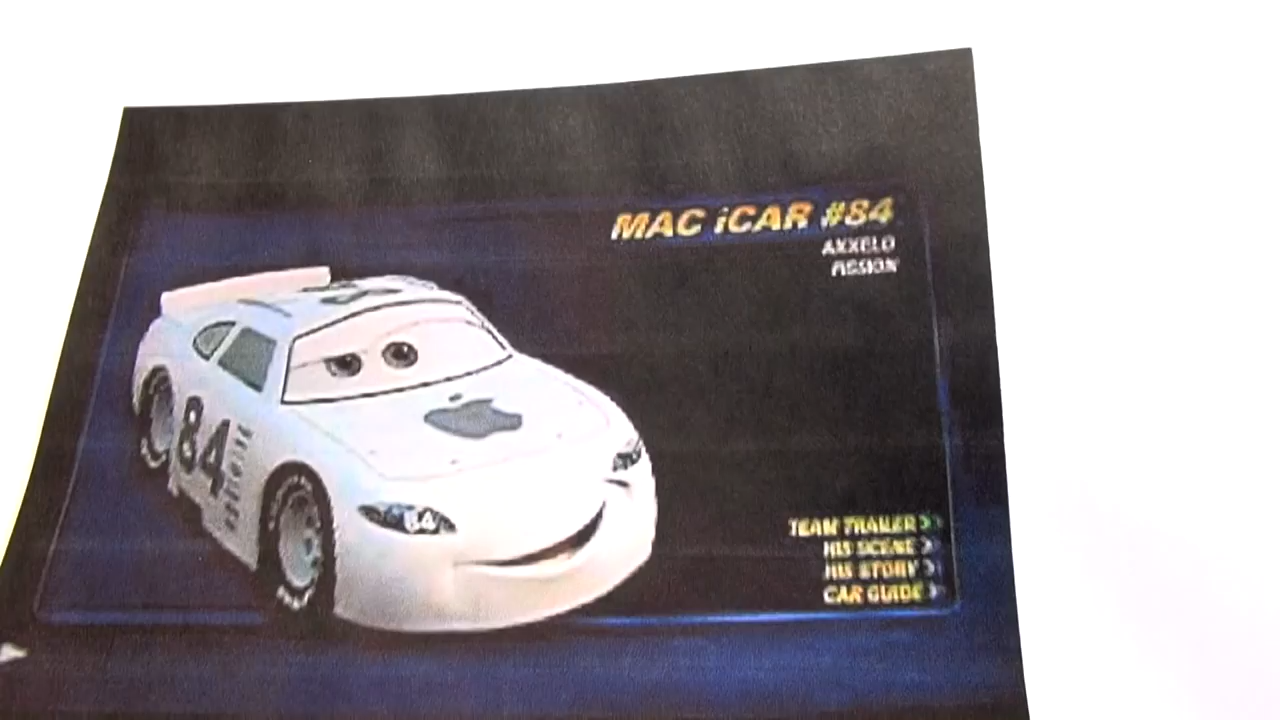 MAC iCAR #84
AXXELO
FISSION
84
84
TEAM TRAILER >
HIS SCENE >
HIS STORY >
CAR GUIDE >